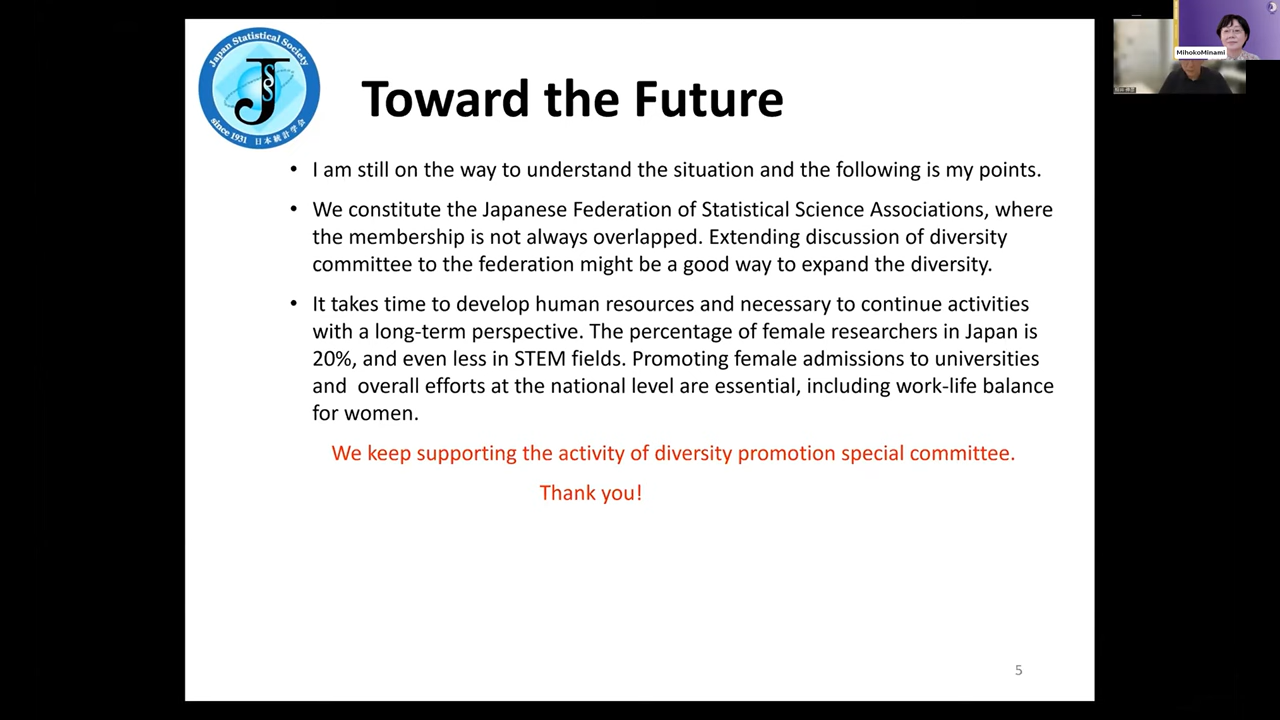 Japan Statistical Society
since 1931 日本統計学会
Toward the Future
• I am still on the way to understand the situation and the following is my points.
• We constitute the Japanese Federation of Statistical Science Associations, where
the membership is not always overlapped. Extending discussion of diversity
committee to the federation might be a good way to expand the diversity.
• It takes time to develop human resources and necessary to continue activities
with a long-term perspective. The percentage of female researchers in Japan is
20%, and even less in STEM fields. Promoting female admissions to universities
and  overall efforts at the national level are essential, including work-life balance
for women.
We keep supporting the activity of diversity promotion special committee.
Thank you!
5
MihokoMinami